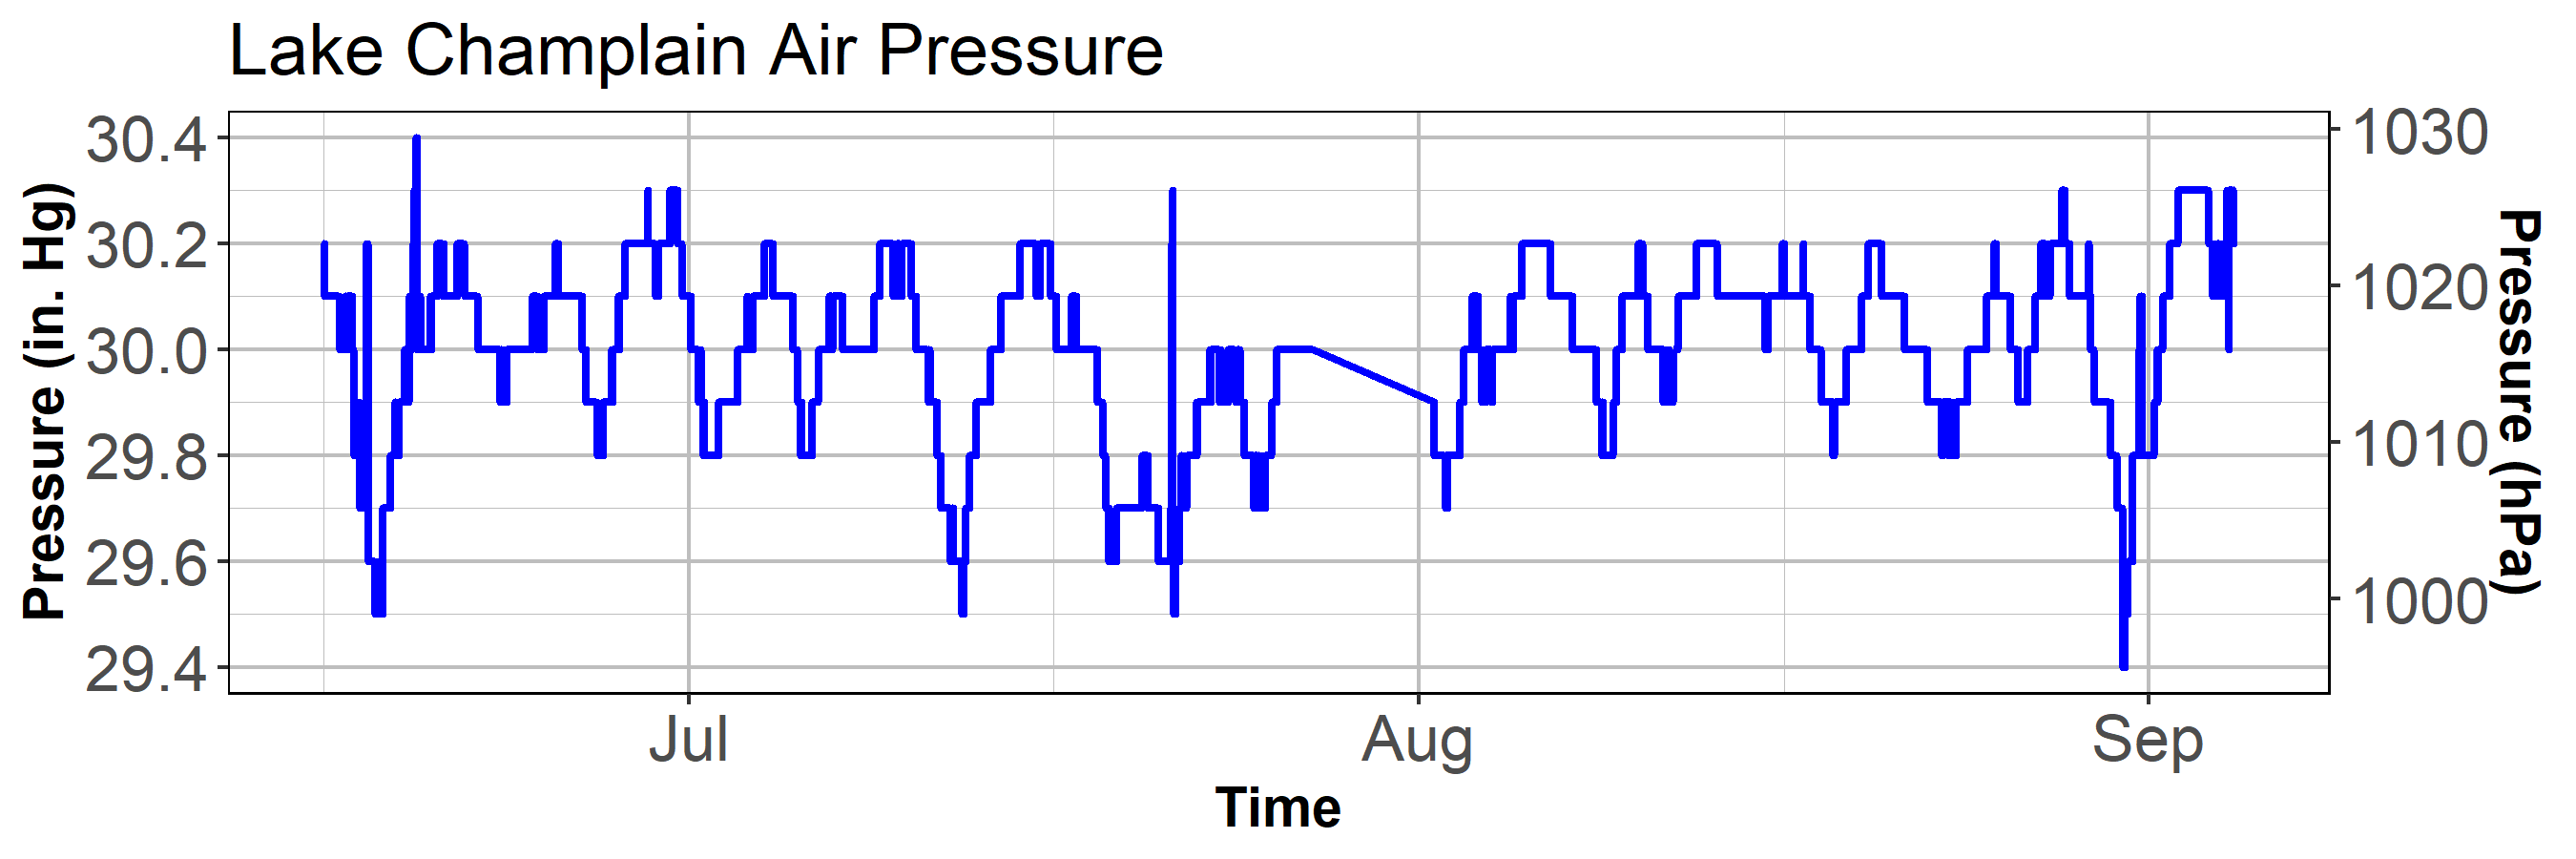 Lake Champlain Air Pressure
Pressure (in. Hg)
30.4
30.2
30.0
29.8
29.6
29.4
1030
1020
1010
1000
Pressure (hPa)
Jul Aug Sep
Time